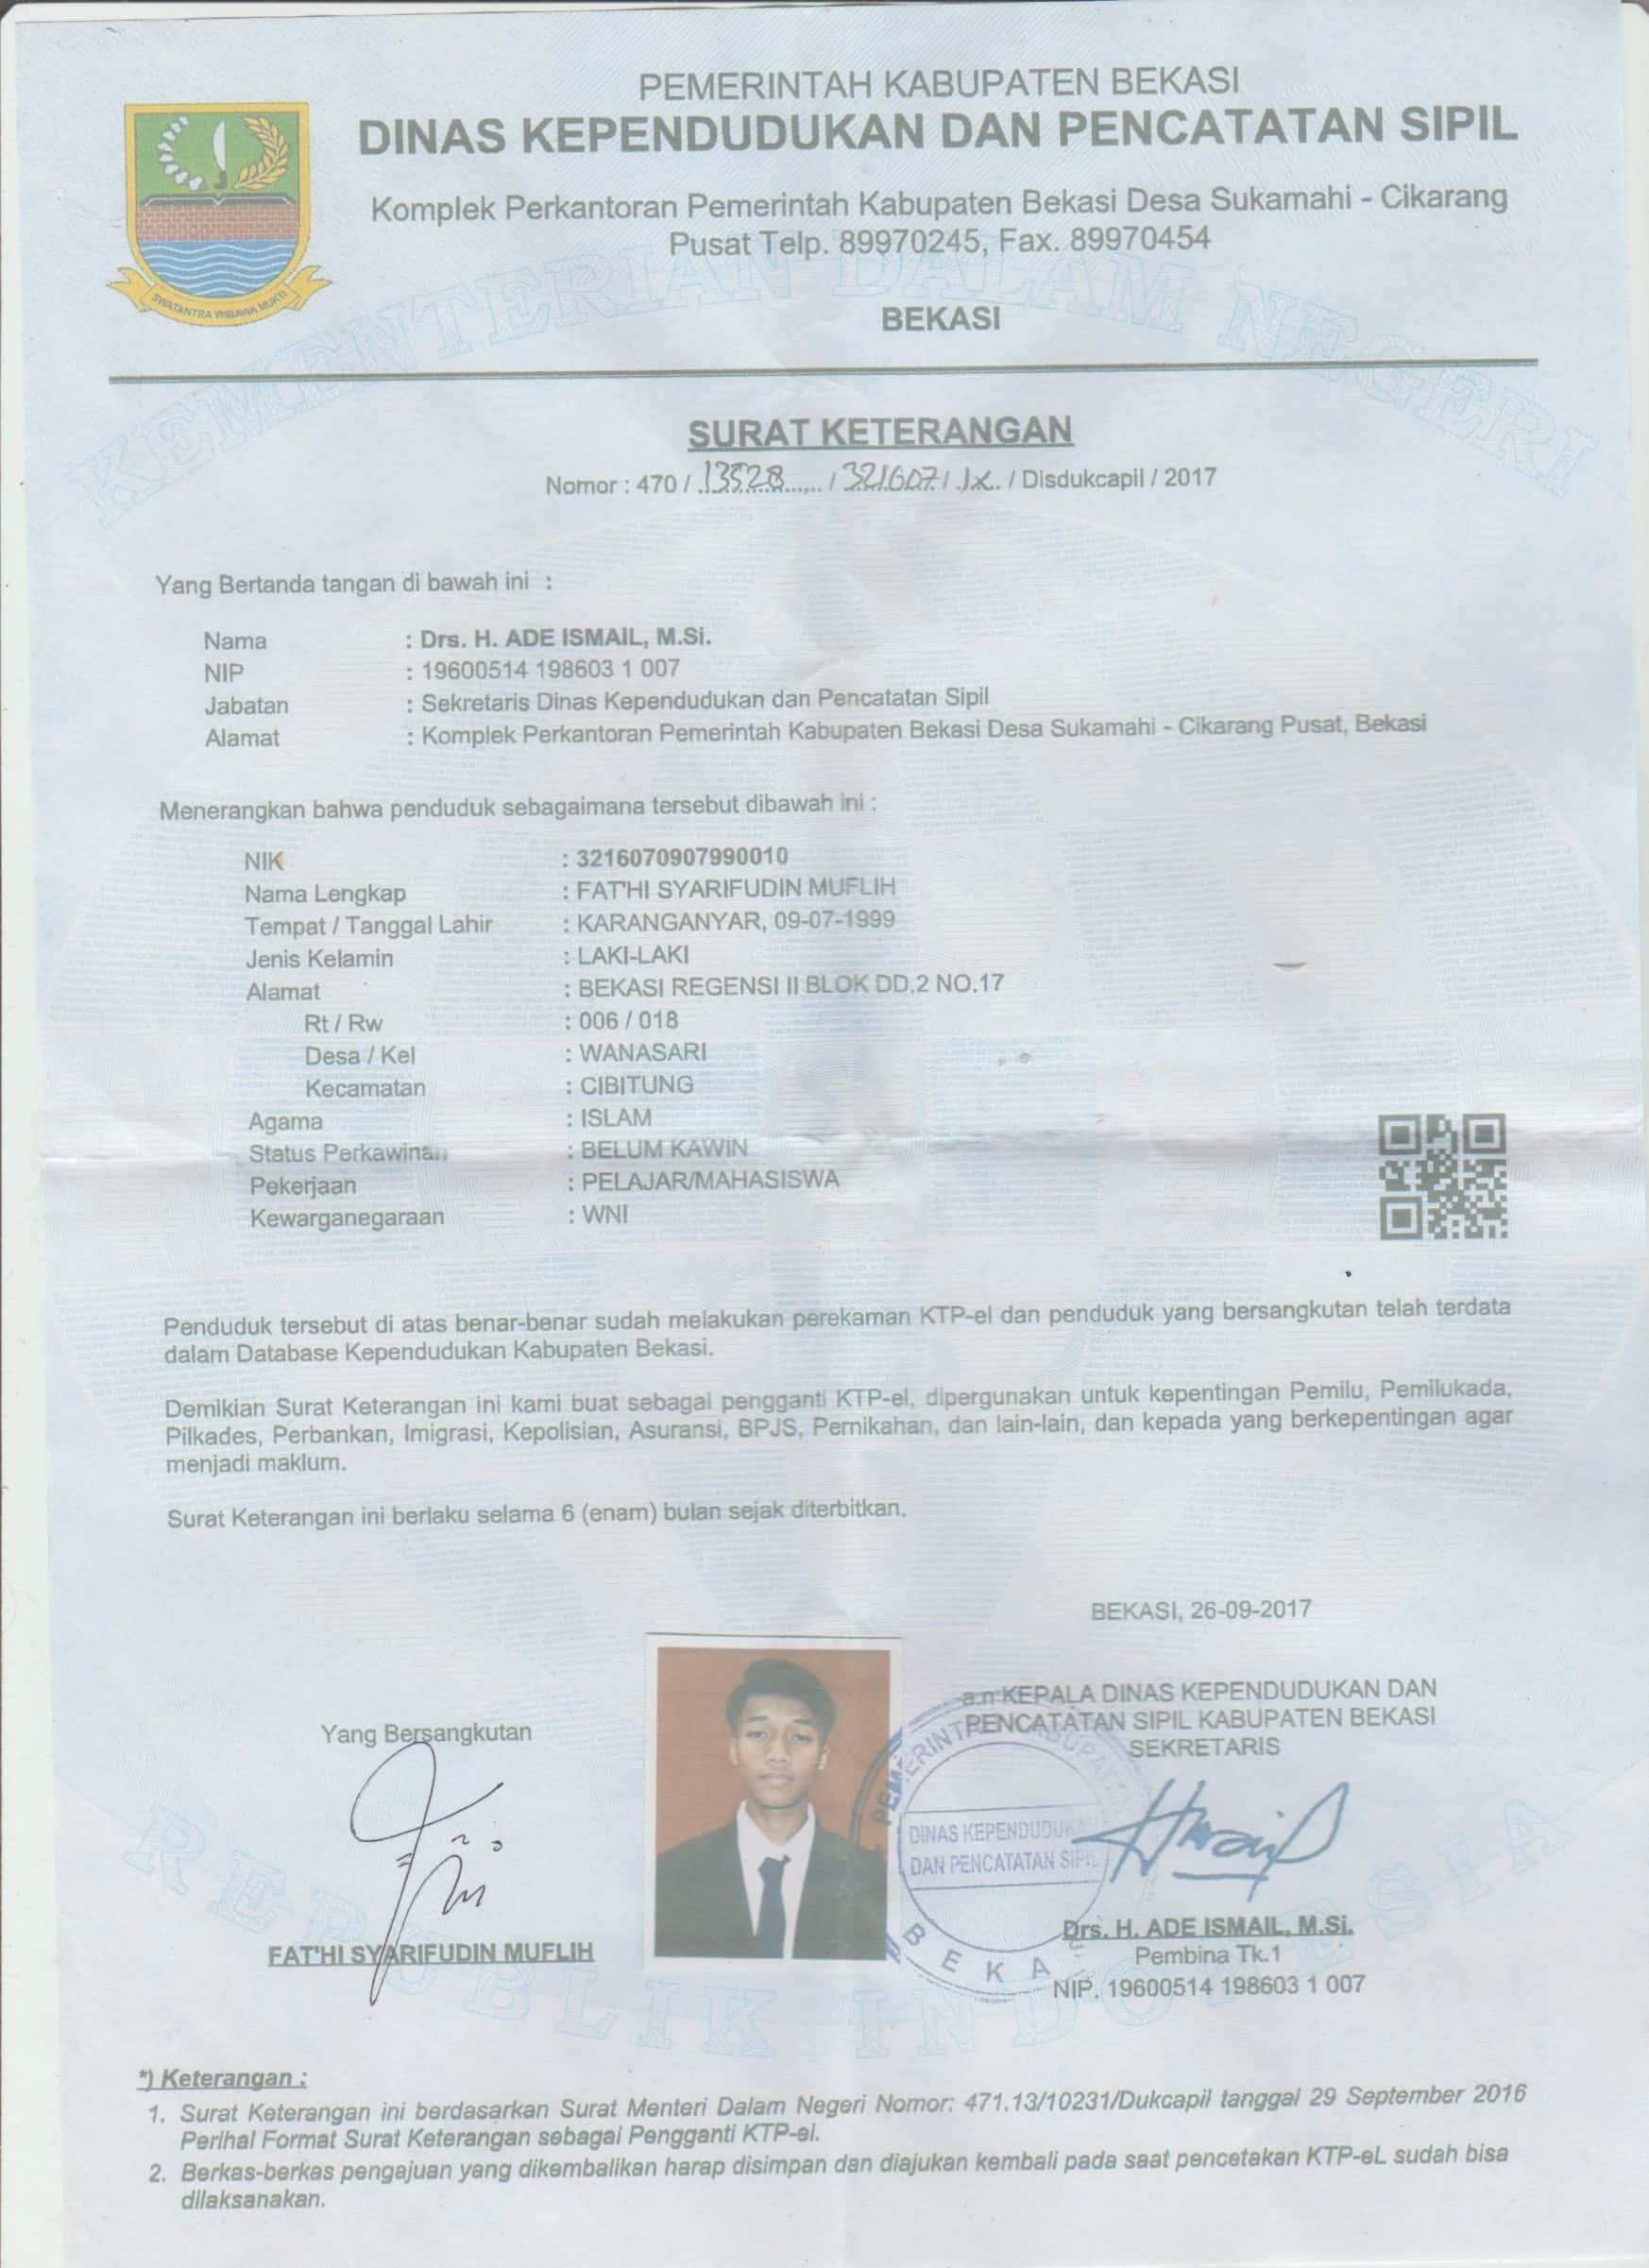 PEMERINTAH KABUPATEN BEKASI
DINAS KEPENDUDUKAN DAN PENCATATAN SIPIL
Komplek Perkantoran Pemerintah Kabupaten Bekasi Desa Sukamahi - Cikarang
Pusat Telp. 89970245, Fax. 89970454
BEKASI
SWATANTRA WIBAWA MUKTI
KEMENTERIAN DALAM NEGERI
SURAT KETERANGAN
Nomor : 470 / 13528 / 321607 / IX / Disdukcapil / 2017
Yang Bertanda tangan di bawah ini :
Nama : Drs. H. ADE ISMAIL, M.Si.
NIP : 19600514 198603 1 007
Jabatan : Sekretaris Dinas Kependudukan dan Pencatatan Sipil
Alamat : Komplek Perkantoran Pemerintah Kabupaten Bekasi Desa Sukamahi - Cikarang Pusat, Bekasi
Menerangkan bahwa penduduk sebagaimana tersebut dibawah ini :
NIK : 3216070907990010
Nama Lengkap : FAT'HI SYARIFUDIN MUFLIH
Tempat / Tanggal Lahir : KARANGANYAR, 09-07-1999
Jenis Kelamin : LAKI-LAKI
Alamat : BEKASI REGENSI II BLOK DD.2 NO.17
Rt / Rw : 006 / 018
Desa / Kel : WANASARI
Kecamatan : CIBITUNG
Agama : ISLAM
Status Perkawinan : BELUM KAWIN
Pekerjaan : PELAJAR/MAHASISWA
Kewarganegaraan : WNI
Penduduk tersebut di atas benar-benar sudah melakukan perekaman KTP-el dan penduduk yang bersangkutan telah terdata
dalam Database Kependudukan Kabupaten Bekasi.
Demikian Surat Keterangan ini kami buat sebagai pengganti KTP-el, dipergunakan untuk kepentingan Pemilu, Pemilukada,
Pilkades, Perbankan, Imigrasi, Kepolisian, Asuransi, BPJS, Pernikahan, dan lain-lain, dan kepada yang berkepentingan agar
menjadi maklum.
Surat Keterangan ini berlaku selama 6 (enam) bulan sejak diterbitkan.
BEKASI, 26-09-2017
a.n KEPALA DINAS KEPENDUDUKAN DAN
PENCATATAN SIPIL KABUPATEN BEKASI
SEKRETARIS
Yang Bersangkutan
DINAS KEPENDUDUKAN
DAN PENCATATAN SIPIL
FAT'HI SYARIFUDIN MUFLIH
Drs. H. ADE ISMAIL, M.Si.
Pembina Tk.1
NIP. 19600514 198603 1 007
REPUBLIK INDONESIA
*) Keterangan :
1. Surat Keterangan ini berdasarkan Surat Menteri Dalam Negeri Nomor: 471.13/10231/Dukcapil tanggal 29 September 2016
Perihal Format Surat Keterangan sebagai Pengganti KTP-el.
2. Berkas-berkas pengajuan yang dikembalikan harap disimpan dan diajukan kembali pada saat pencetakan KTP-eL sudah bisa
dilaksanakan.